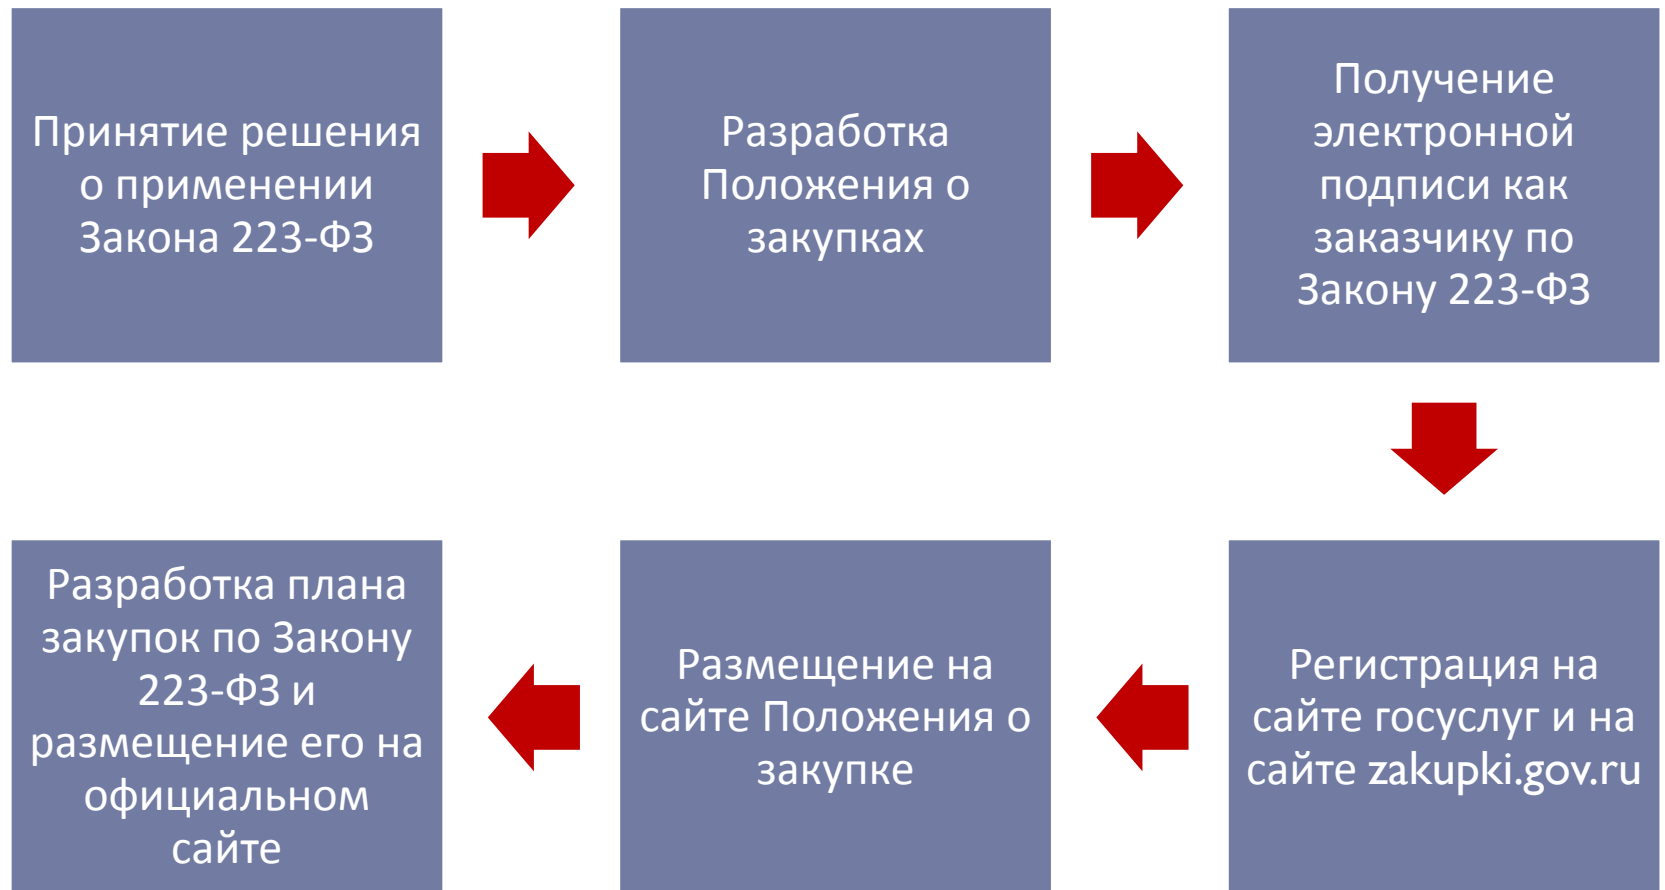 Принятие решения
о применении
Закона 223-ФЗ
Разработка
Положения о
закупках
Получение
электронной
подписи как
заказчику по
Закону 223-ФЗ
Регистрация на
сайте госуслуг и на
сайте zakupki.gov.ru
Размещение на
сайте Положения о
закупке
Разработка плана
закупок по Закону
223-ФЗ и
размещение его на
официальном
сайте